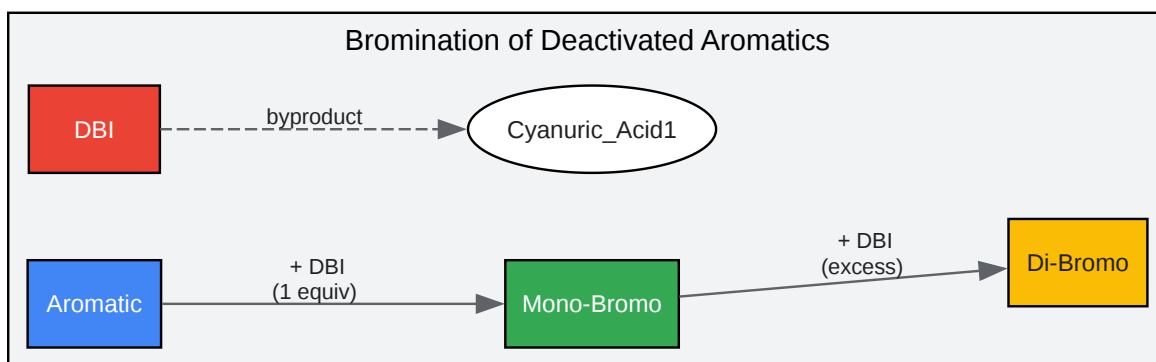 Bromination of Deactivated Aromatics
DBI
byproduct
Cyanuric_Acid1
Aromatic
+ DBI
(1 equiv)
Mono-Bromo
+ DBI
(excess)
Di-Bromo